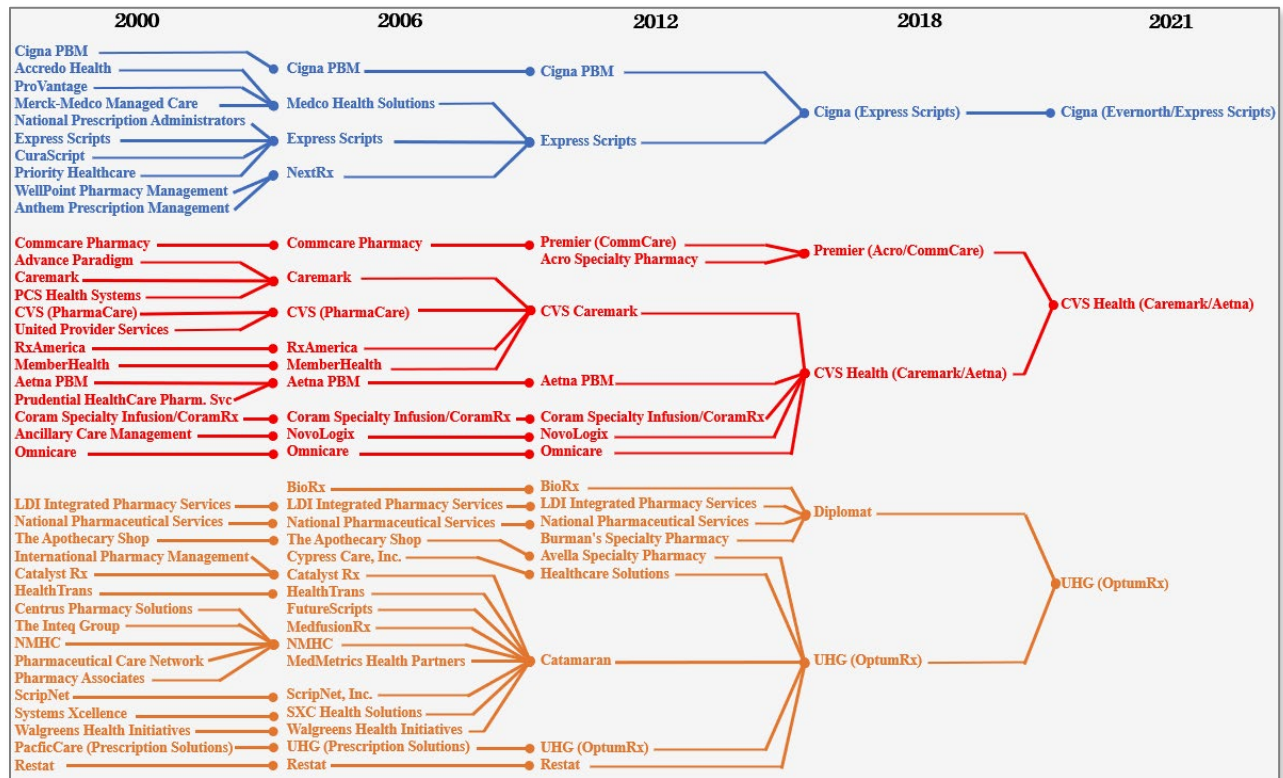 2000 2006 2012 2018 2021
Cigna PBM
Accredo Health
ProVantage
Merck-Medco Managed Care
National Prescription Administrators
Express Scripts
CuraScript
Priority Healthcare
WellPoint Pharmacy Management
Anthem Prescription Management
Cigna PBM
Medco Health Solutions
Express Scripts
NextRx
Cigna PBM
Express Scripts
Cigna (Express Scripts)
Cigna (Evernorth/Express Scripts)
Commcare Pharmacy
Advance Paradigm
Caremark
PCS Health Systems
CVS (PharmaCare)
United Provider Services
RxAmerica
MemberHealth
Aetna PBM
Prudential HealthCare Pharm. Svc
Coram Specialty Infusion/CoramRx
Ancillary Care Management
Omnicare
Commcare Pharmacy
Caremark
CVS (PharmaCare)
RxAmerica
MemberHealth
Aetna PBM
Coram Specialty Infusion/CoramRx
NovoLogix
Omnicare
Premier (CommCare)
Acro Specialty Pharmacy
CVS Caremark
Aetna PBM
Coram Specialty Infusion/CoramRx
NovoLogix
Omnicare
Premier (Acro/CommCare)
CVS Health (Caremark/Aetna)
CVS Health (Caremark/Aetna)
LDI Integrated Pharmacy Services
National Pharmaceutical Services
The Apothecary Shop
International Pharmacy Management
Catalyst Rx
HealthTrans
Centrus Pharmacy Solutions
The Inteq Group
NMHC
Pharmaceutical Care Network
Pharmacy Associates
ScripNet
Systems Xcellence
Walgreens Health Initiatives
PacficCare (Prescription Solutions)
Restat
BioRx
LDI Integrated Pharmacy Services
National Pharmaceutical Services
The Apothecary Shop
Cypress Care, Inc.
Catalyst Rx
HealthTrans
FutureScripts
MedfusionRx
NMHC
MedMetrics Health Partners
ScripNet, Inc.
SXC Health Solutions
Walgreens Health Initiatives
UHG (Prescription Solutions)
Restat
BioRx
LDI Integrated Pharmacy Services
National Pharmaceutical Services
Burman's Specialty Pharmacy
Avella Specialty Pharmacy
Healthcare Solutions
Catamaran
UHG (OptumRx)
Restat
Diplomat
UHG (OptumRx)
UHG (OptumRx)